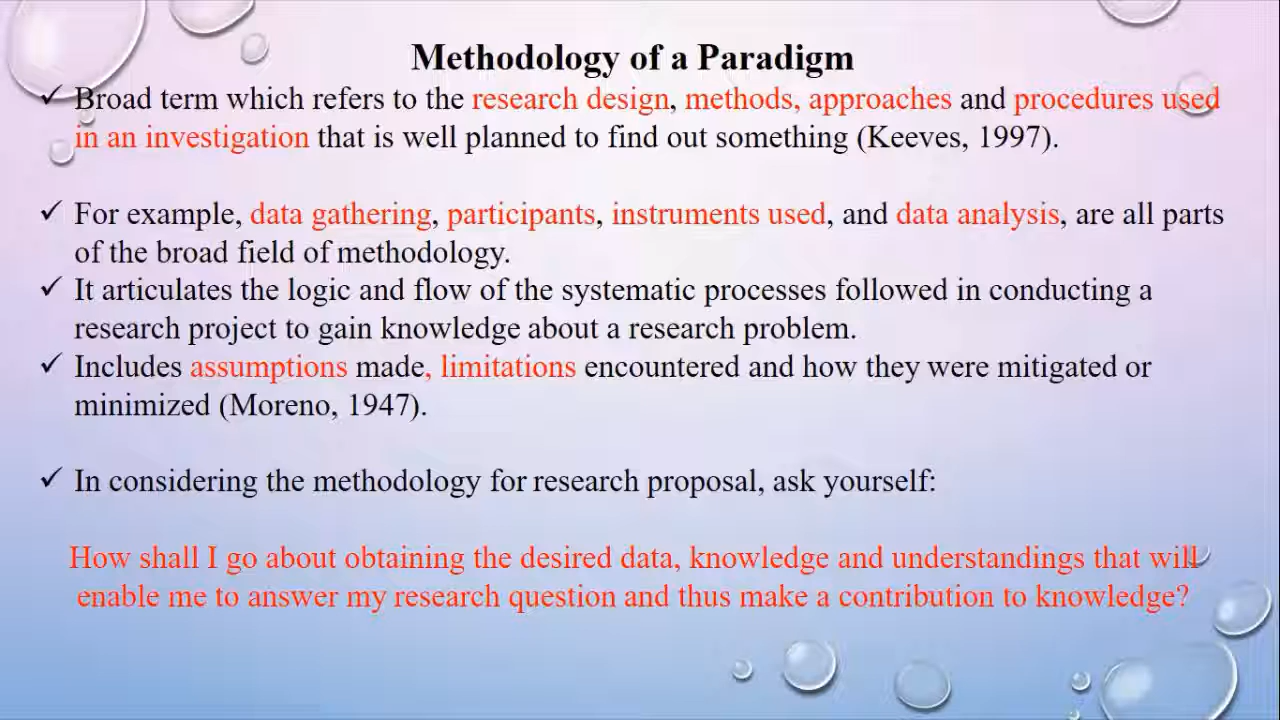 Methodology of a Paradigm
✓ Broad term which refers to the research design, methods, approaches and procedures used
in an investigation that is well planned to find out something (Keeves, 1997).
✓ For example, data gathering, participants, instruments used, and data analysis, are all parts
of the broad field of methodology.
✓ It articulates the logic and flow of the systematic processes followed in conducting a
research project to gain knowledge about a research problem.
✓ Includes assumptions made, limitations encountered and how they were mitigated or
minimized (Moreno, 1947).
✓ In considering the methodology for research proposal, ask yourself:
How shall I go about obtaining the desired data, knowledge and understandings that will
enable me to answer my research question and thus make a contribution to knowledge?